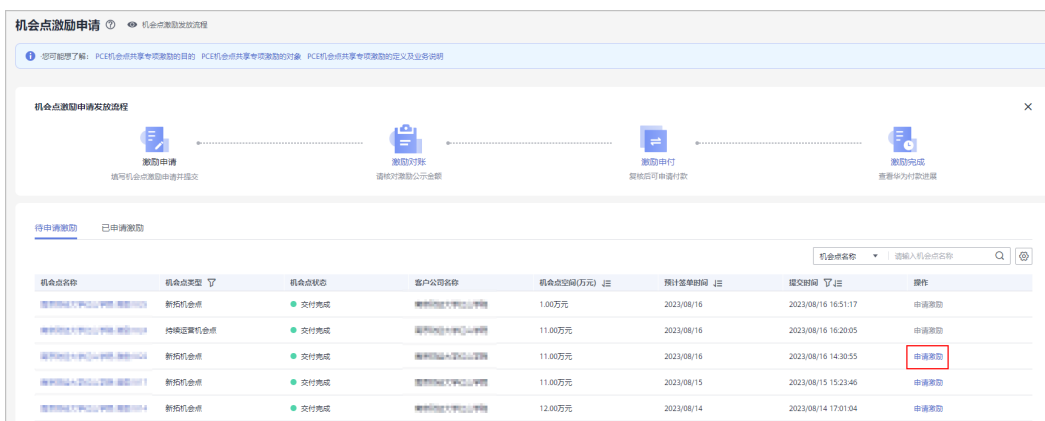 机会点激励申请 机会点激励发放流程
您可能想了解： PCE机会点共享专项激励的目的 PCE机会点共享专项激励的对象 PCE机会点共享专项激励的定义及业务说明
机会点激励申请发放流程
激励申请 激励对账 激励申付 激励完成
填写机会点激励申请并提交 请核对激励公示金额 复核后可申请付款 查看华为付款进展
待申请激励 已申请激励
机会点名称 请输入机会点名称
机会点名称 机会点类型 机会点状态 客户公司名称 机会点空间(万元) 预计签单时间 提交时间 操作
新拓机会点 交付完成 1.00万元 2023/08/16 2023/08/16 16:51:17 申请激励
持续运营机会点 交付完成 11.00万元 2023/08/16 2023/08/16 16:20:05 申请激励
新拓机会点 交付完成 11.00万元 2023/08/16 2023/08/16 14:30:55 申请激励
新拓机会点 交付完成 11.00万元 2023/08/15 2023/08/15 15:23:46 申请激励
新拓机会点 交付完成 12.00万元 2023/08/14 2023/08/14 17:01:04 申请激励